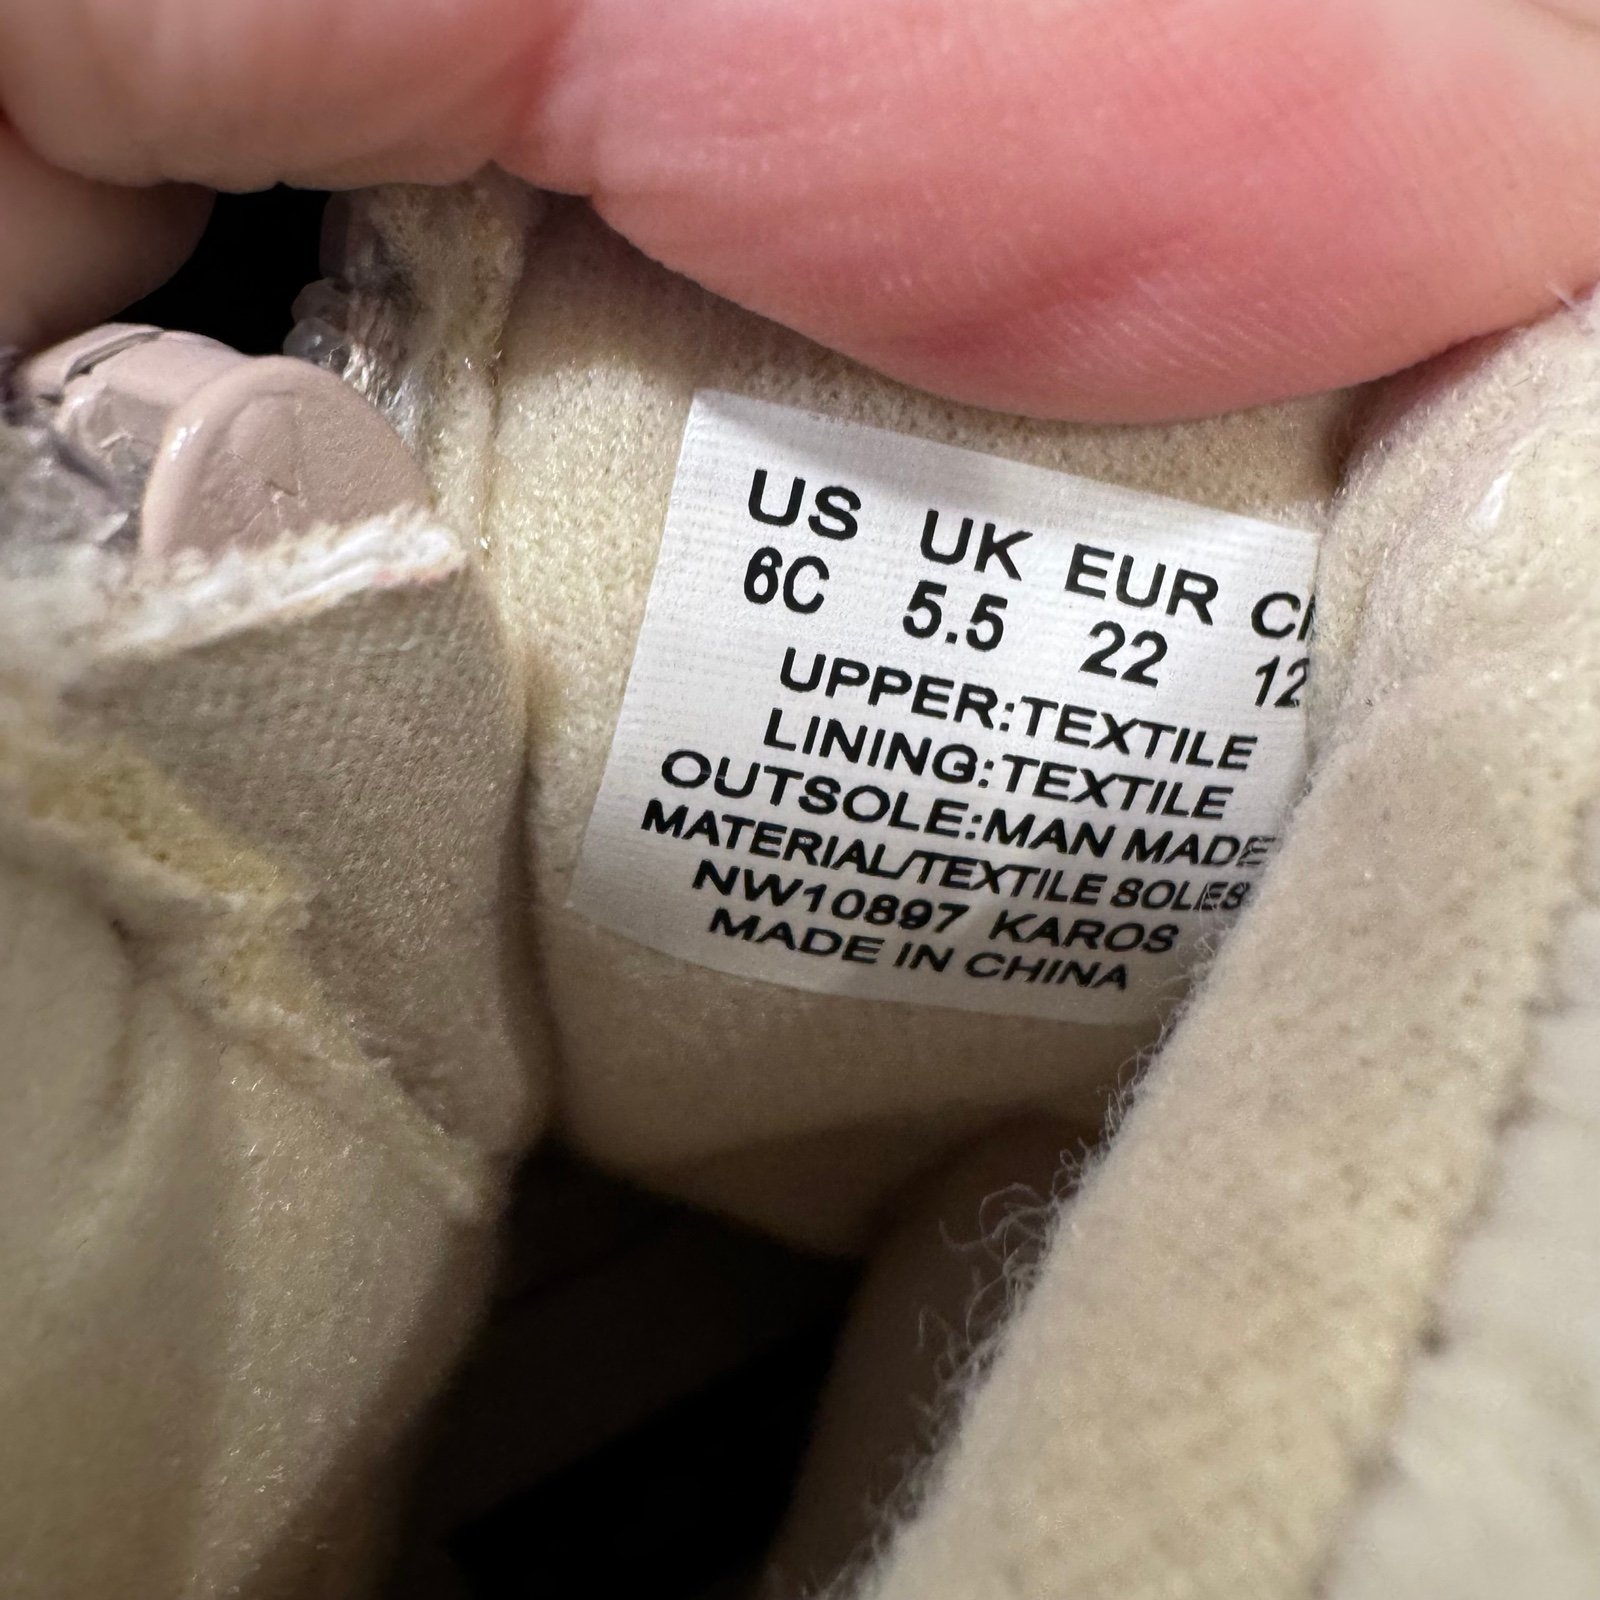 US UK EUR
6C 5.5 22 12
UPPER:TEXTILE
LINING:TEXTILE
OUTSOLE:MAN MADE
MATERIAL/TEXTILE SOLES
NW10897 KAROS
MADE IN CHINA